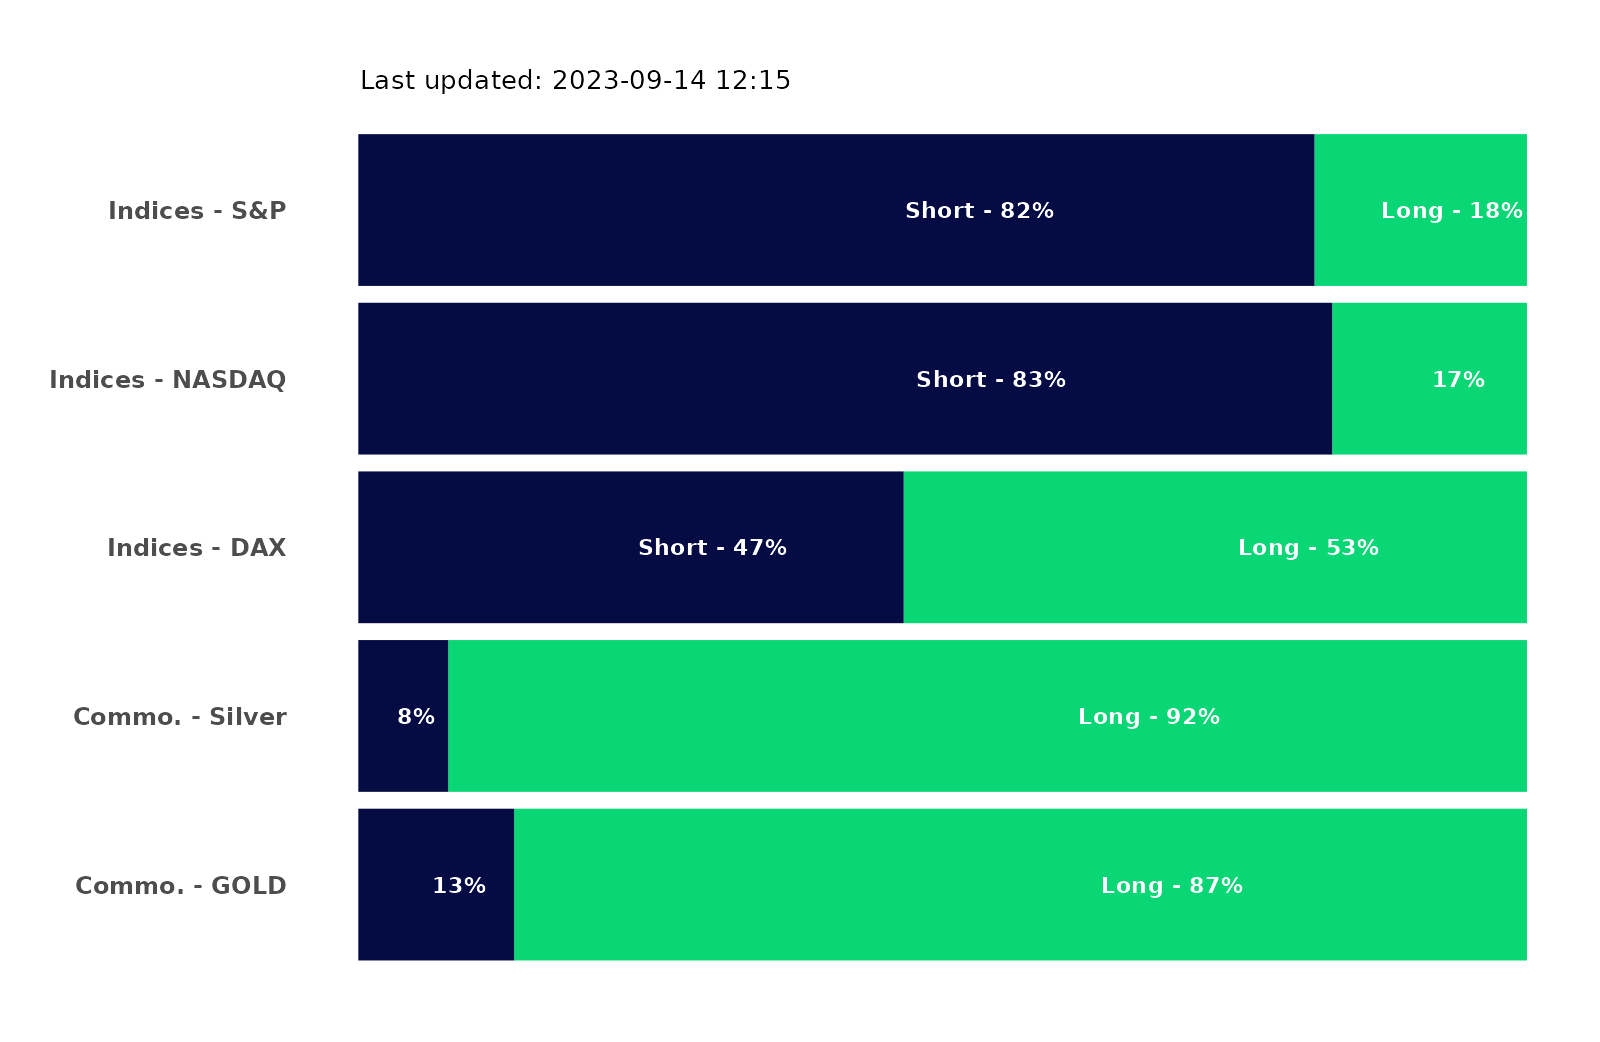 Last updated: 2023-09-14 12:15
Indices - S&P Short - 82% Long - 18%
Indices - NASDAQ Short - 83% 17%
Indices - DAX Short - 47% Long - 53%
Commo. - Silver 8% Long - 92%
Commo. - GOLD 13% Long - 87%